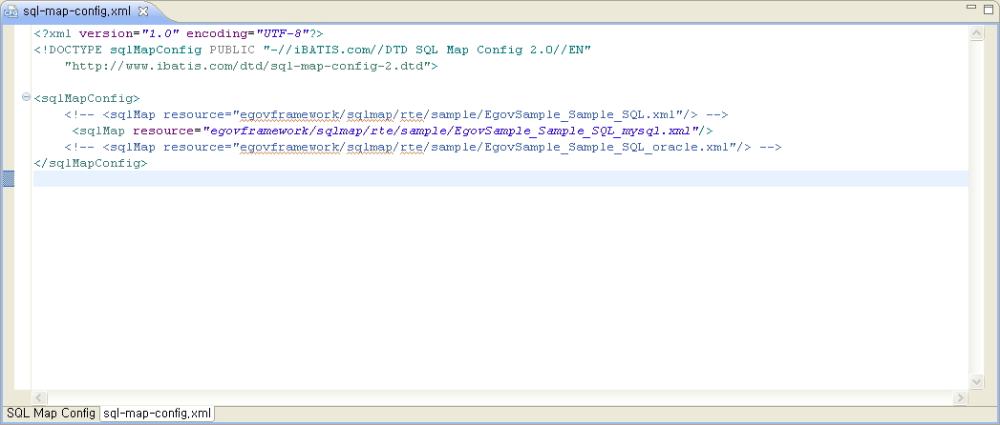 CFG sql-map-config.xml
<?xml version="1.0" encoding="UTF-8"?>
<!DOCTYPE sqlMapConfig PUBLIC "-//iBATIS.com//DTD SQL Map Config 2.0//EN"
"http://www.ibatis.com/dtd/sql-map-config-2.dtd">
<sqlMapConfig>
<!-- <sqlMap resource="egovframework/sqlmap/rte/sample/EgovSample_Sample_SQL.xml"/> -->
<sqlMap resource="egovframework/sqlmap/rte/sample/EgovSample_Sample_SQL_mysql.xml"/>
<!-- <sqlMap resource="egovframework/sqlmap/rte/sample/EgovSample_Sample_SQL_oracle.xml"/> -->
</sqlMapConfig>
SQL Map Config sql-map-config.xml